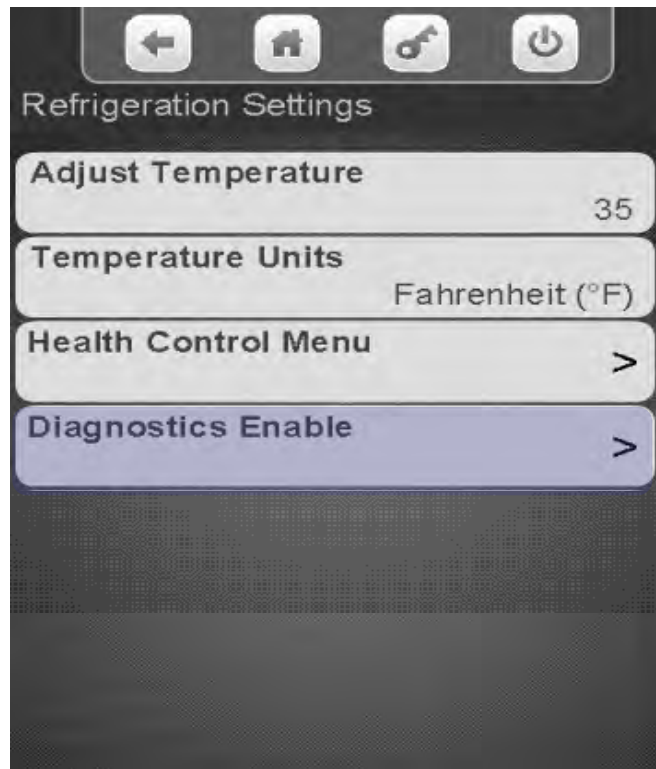 Refrigeration Settings
Adjust Temperature
35
Temperature Units
Fahrenheit (°F)
Health Control Menu
>
Diagnostics Enable
>